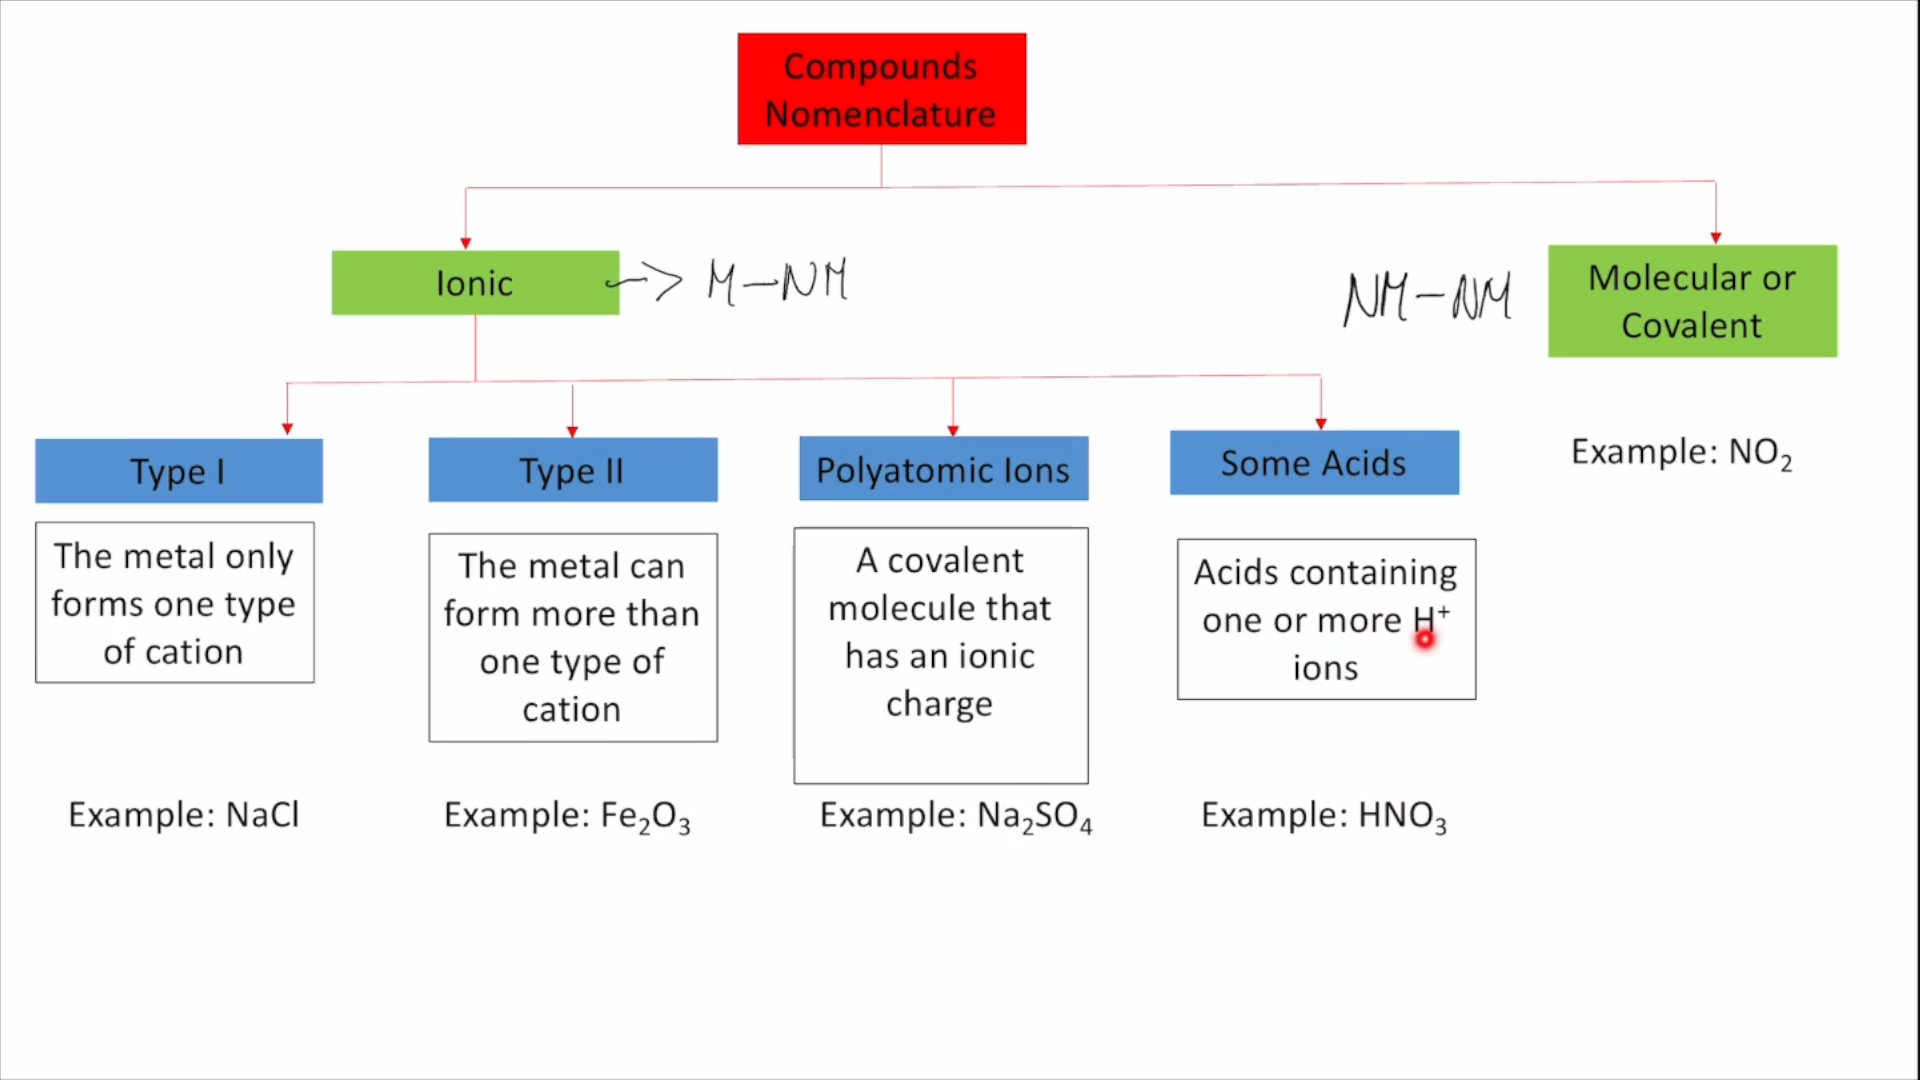 Compounds
Nomenclature
Ionic
M-NM
NM-NM
Molecular or
Covalent
Type I
Type II
Polyatomic Ions
Some Acids
Example: NO₂
The metal only
forms one type
of cation
The metal can
form more than
one type of
cation
A covalent
molecule that
has an ionic
charge
Acids containing
one or more H⁺
ions
Example: NaCl
Example: Fe₂O₃
Example: Na₂SO₄
Example: HNO₃